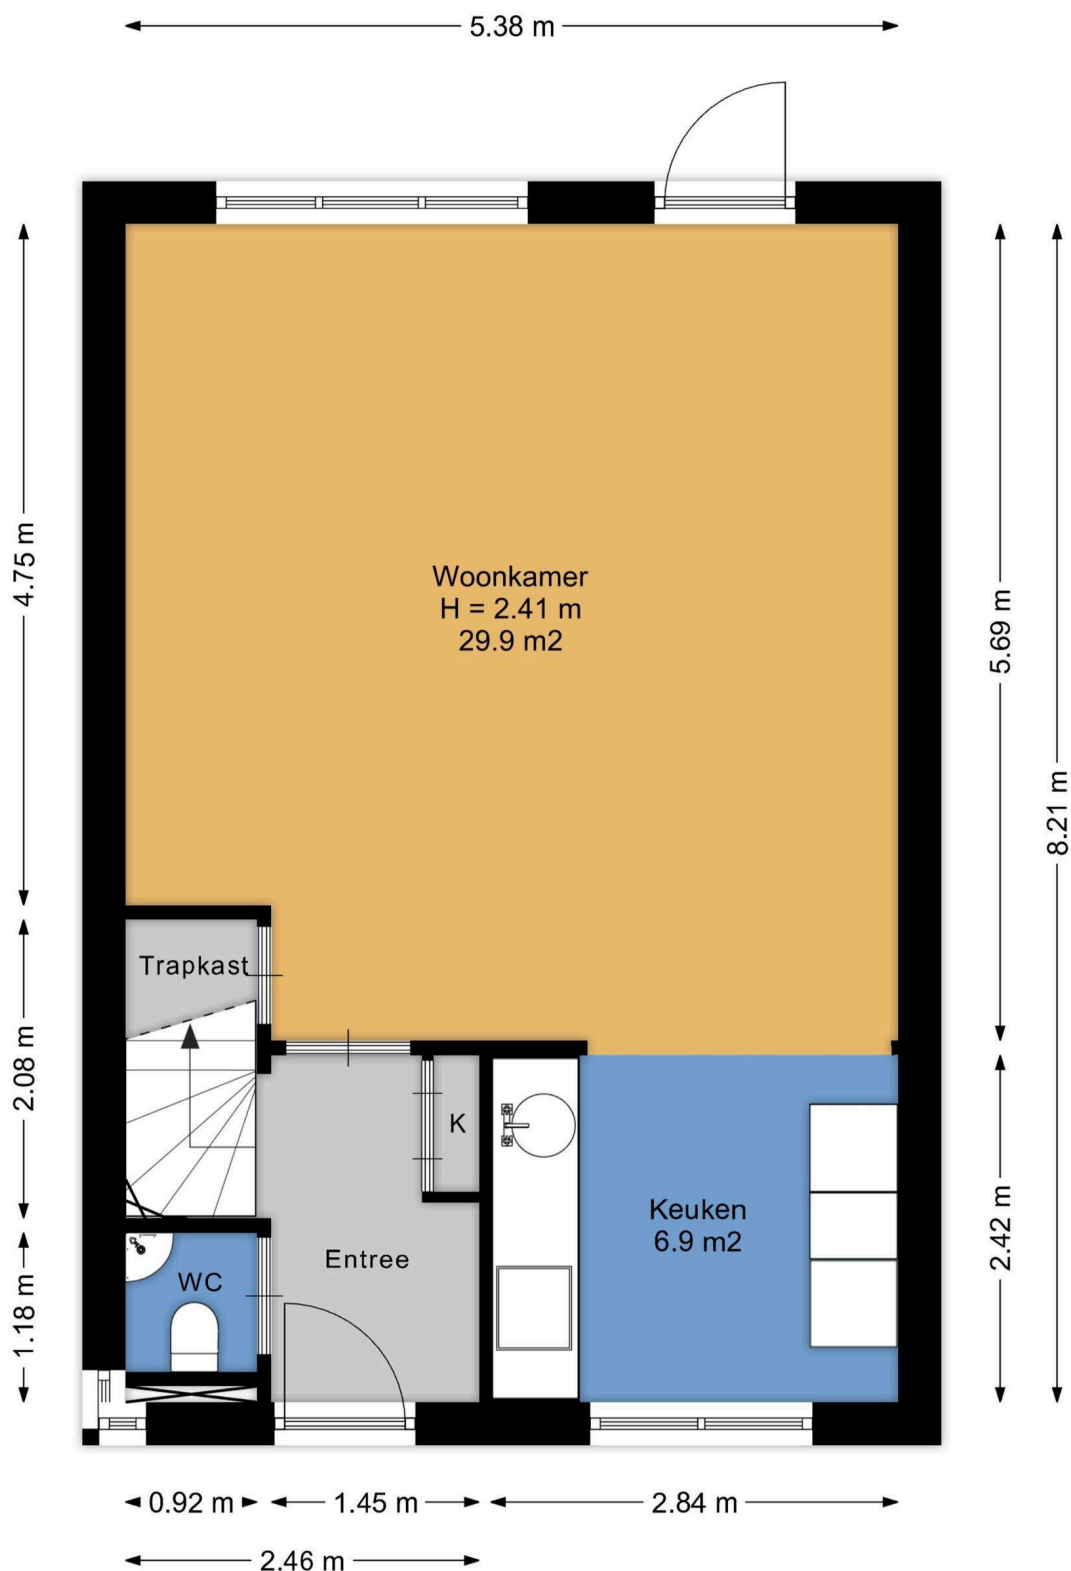 5.38 m
4.75 m
Woonkamer
H = 2.41 m
29.9 m2
5.69 m
8.21 m
Trapkast
2.08 m
K
Keuken
6.9 m2
2.42 m
Entree
WC
1.18 m
0.92 m
1.45 m
2.84 m
2.46 m